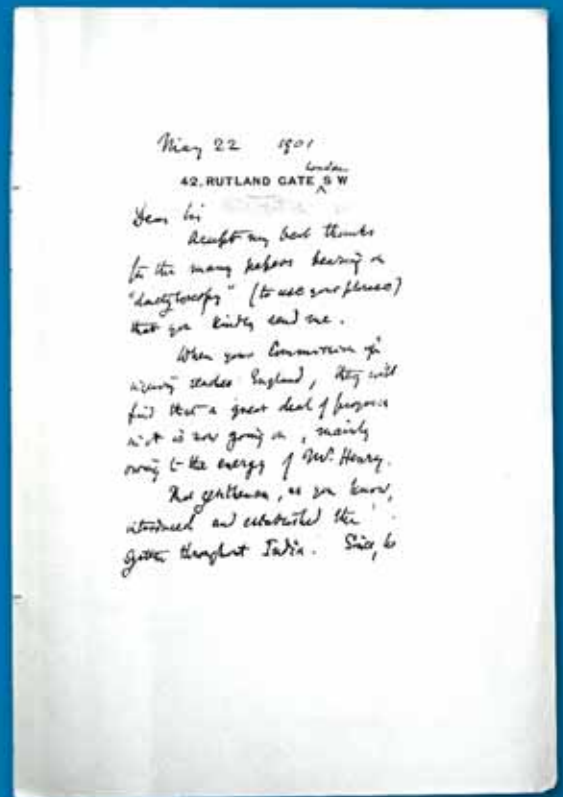 May 22 1901
London
42, RUTLAND GATE, S W
Dear Sir
Accept my best thanks
for the many papers bearing on
"dactyloscopy" (to use your phrase)
that you kindly send me.
When your Commission of
inquiry reaches England, they will
find that a great deal of progress
in it is now going on, mainly
owing to the energy of Mr. Henry.
That gentleman, as you know,
introduced and established the
system throughout India. Since, he